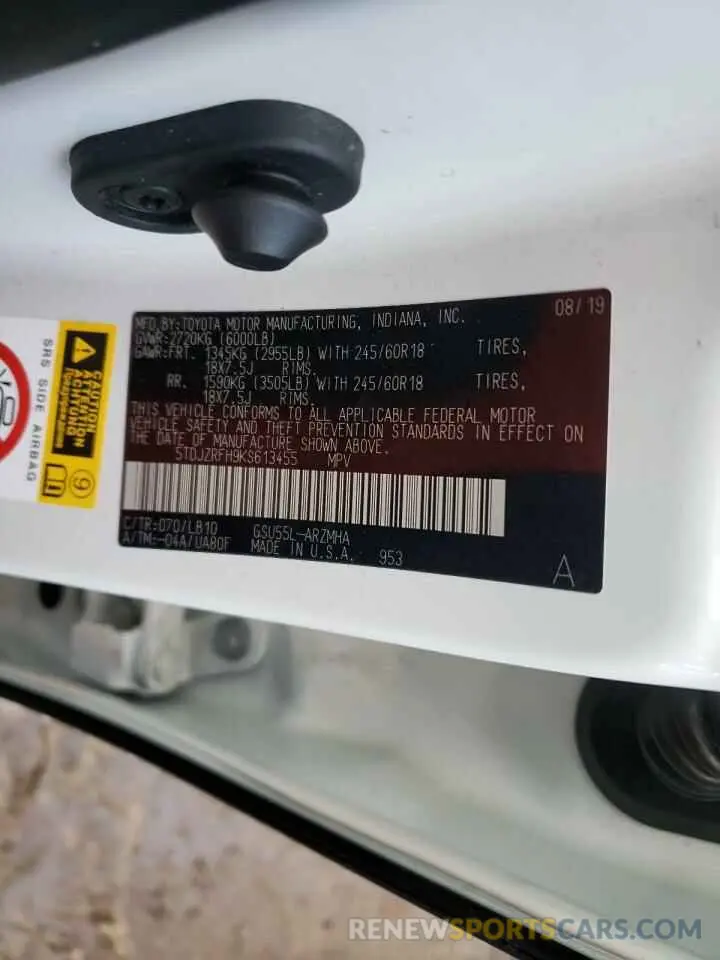 MFD.BY:TOYOTA MOTOR MANUFACTURING, INDIANA, INC. 08/19
GVWR:2720KG (6000LB)
GAWR:FRT. 1345KG (2955LB) WITH 245/60R18 TIRES,
18X7.5J RIMS.
RR. 1590KG (3505LB) WITH 245/60R18 TIRES,
18X7.5J RIMS.
THIS VEHICLE CONFORMS TO ALL APPLICABLE FEDERAL MOTOR
VEHICLE SAFETY AND THEFT PREVENTION STANDARDS IN EFFECT ON
THE DATE OF MANUFACTURE SHOWN ABOVE.
5TDJZRFH9KS613455 MPV
C/TR:070/LB10 GSU55L-ARZMHA
A/TM:-04A/UA80F MADE IN U.S.A. 953
A
SRS SIDE AIRBAG
CAUTION
ATTENTION
ACHTUNG
9
RENEWSPORTSCARS.COM